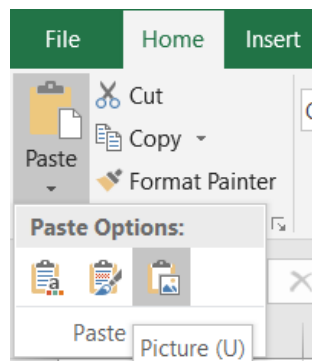 File Home Insert
Cut
Copy
Paste
Format Painter
Paste Options:
a
Paste
Picture (U)